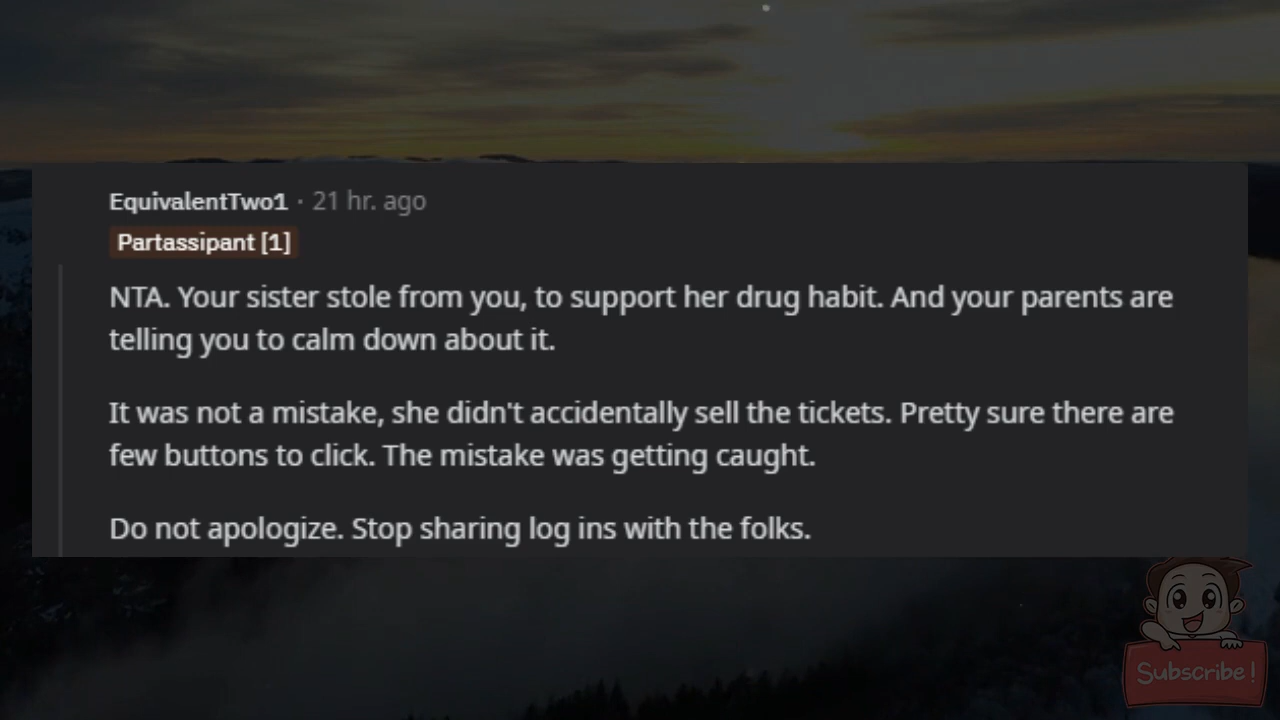 EquivalentTwo1 · 21 hr. ago
Partassipant [1]
NTA. Your sister stole from you, to support her drug habit. And your parents are
telling you to calm down about it.
It was not a mistake, she didn't accidentally sell the tickets. Pretty sure there are
few buttons to click. The mistake was getting caught.
Do not apologize. Stop sharing log ins with the folks.
Subscribe!